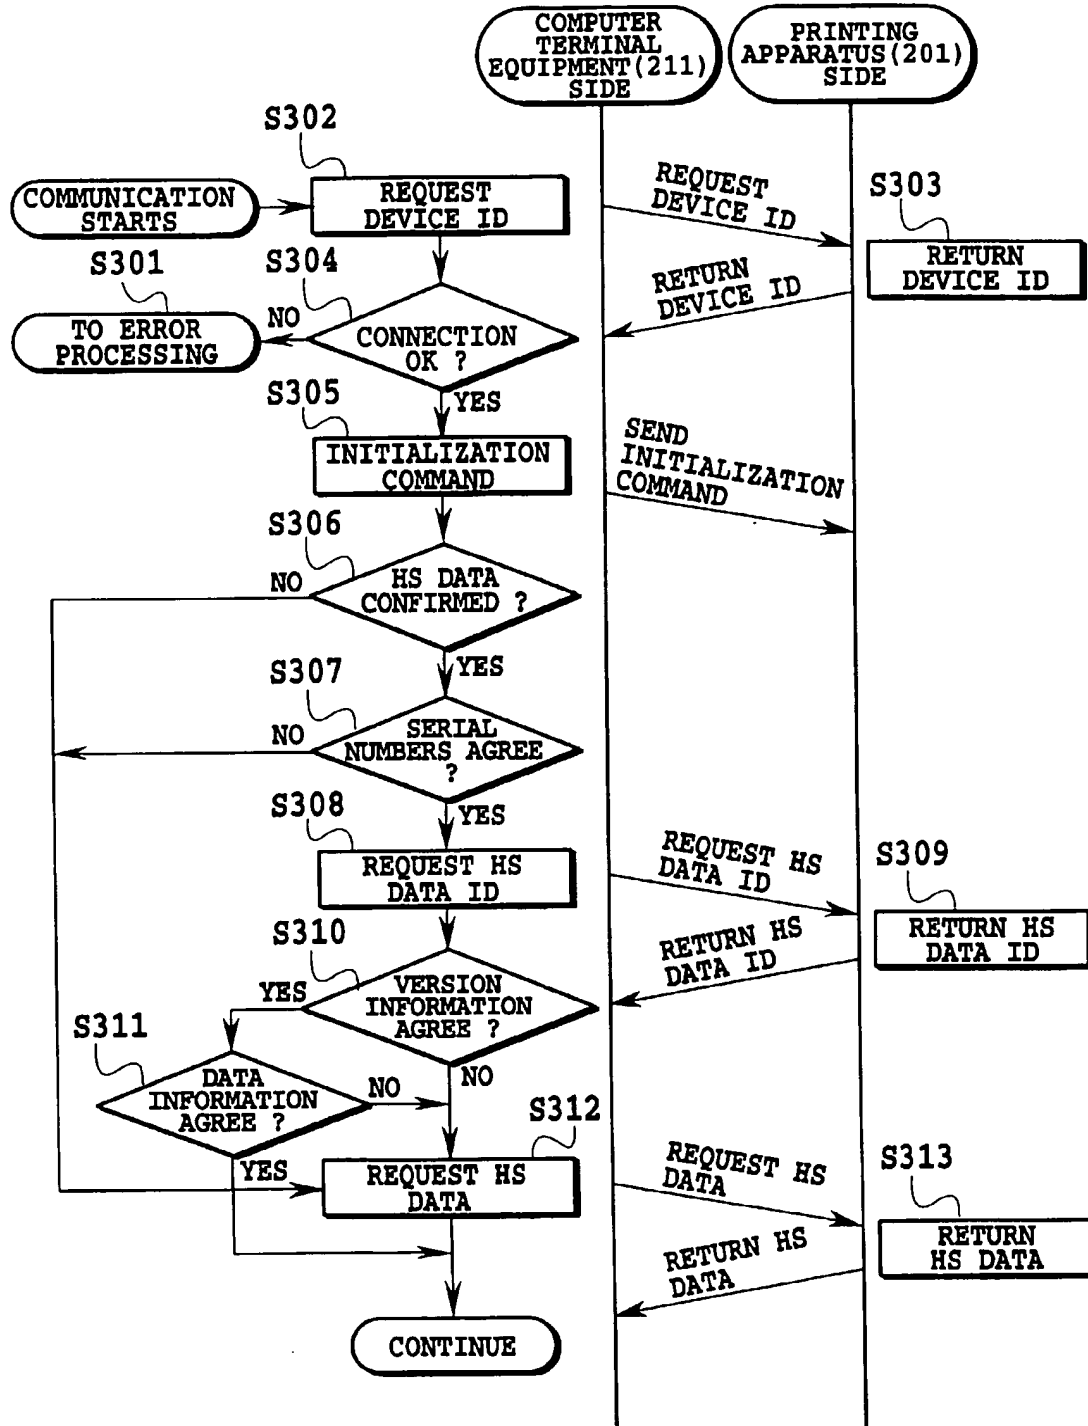 COMPUTER
TERMINAL
EQUIPMENT(211)
SIDE
PRINTING
APPARATUS(201)
SIDE
S302
COMMUNICATION
STARTS
REQUEST
DEVICE ID
REQUEST
DEVICE ID
S303
RETURN
DEVICE ID
S301
S304
RETURN
DEVICE ID
TO ERROR
PROCESSING
NO
CONNECTION
OK ?
YES
S305
INITIALIZATION
COMMAND
SEND
INITIALIZATION
COMMAND
S306
NO
HS DATA
CONFIRMED ?
YES
S307
NO
SERIAL
NUMBERS AGREE
?
YES
S308
REQUEST HS
DATA ID
REQUEST HS
DATA ID
S309
RETURN HS
DATA ID
S310
RETURN HS
DATA ID
YES
VERSION
INFORMATION
AGREE ?
NO
S311
DATA
INFORMATION
AGREE ?
NO
YES
S312
REQUEST HS
DATA
REQUEST HS
DATA
S313
RETURN
HS DATA
RETURN HS
DATA
CONTINUE